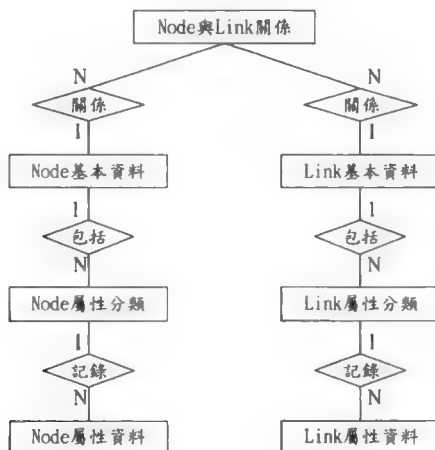 Node與Link關係
N N
關係 關係
1 1
Node基本資料 Link基本資料
1 1
包括 包括
N N
Node屬性分類 Link屬性分類
1 1
記錄 記錄
N N
Node屬性資料 Link屬性資料